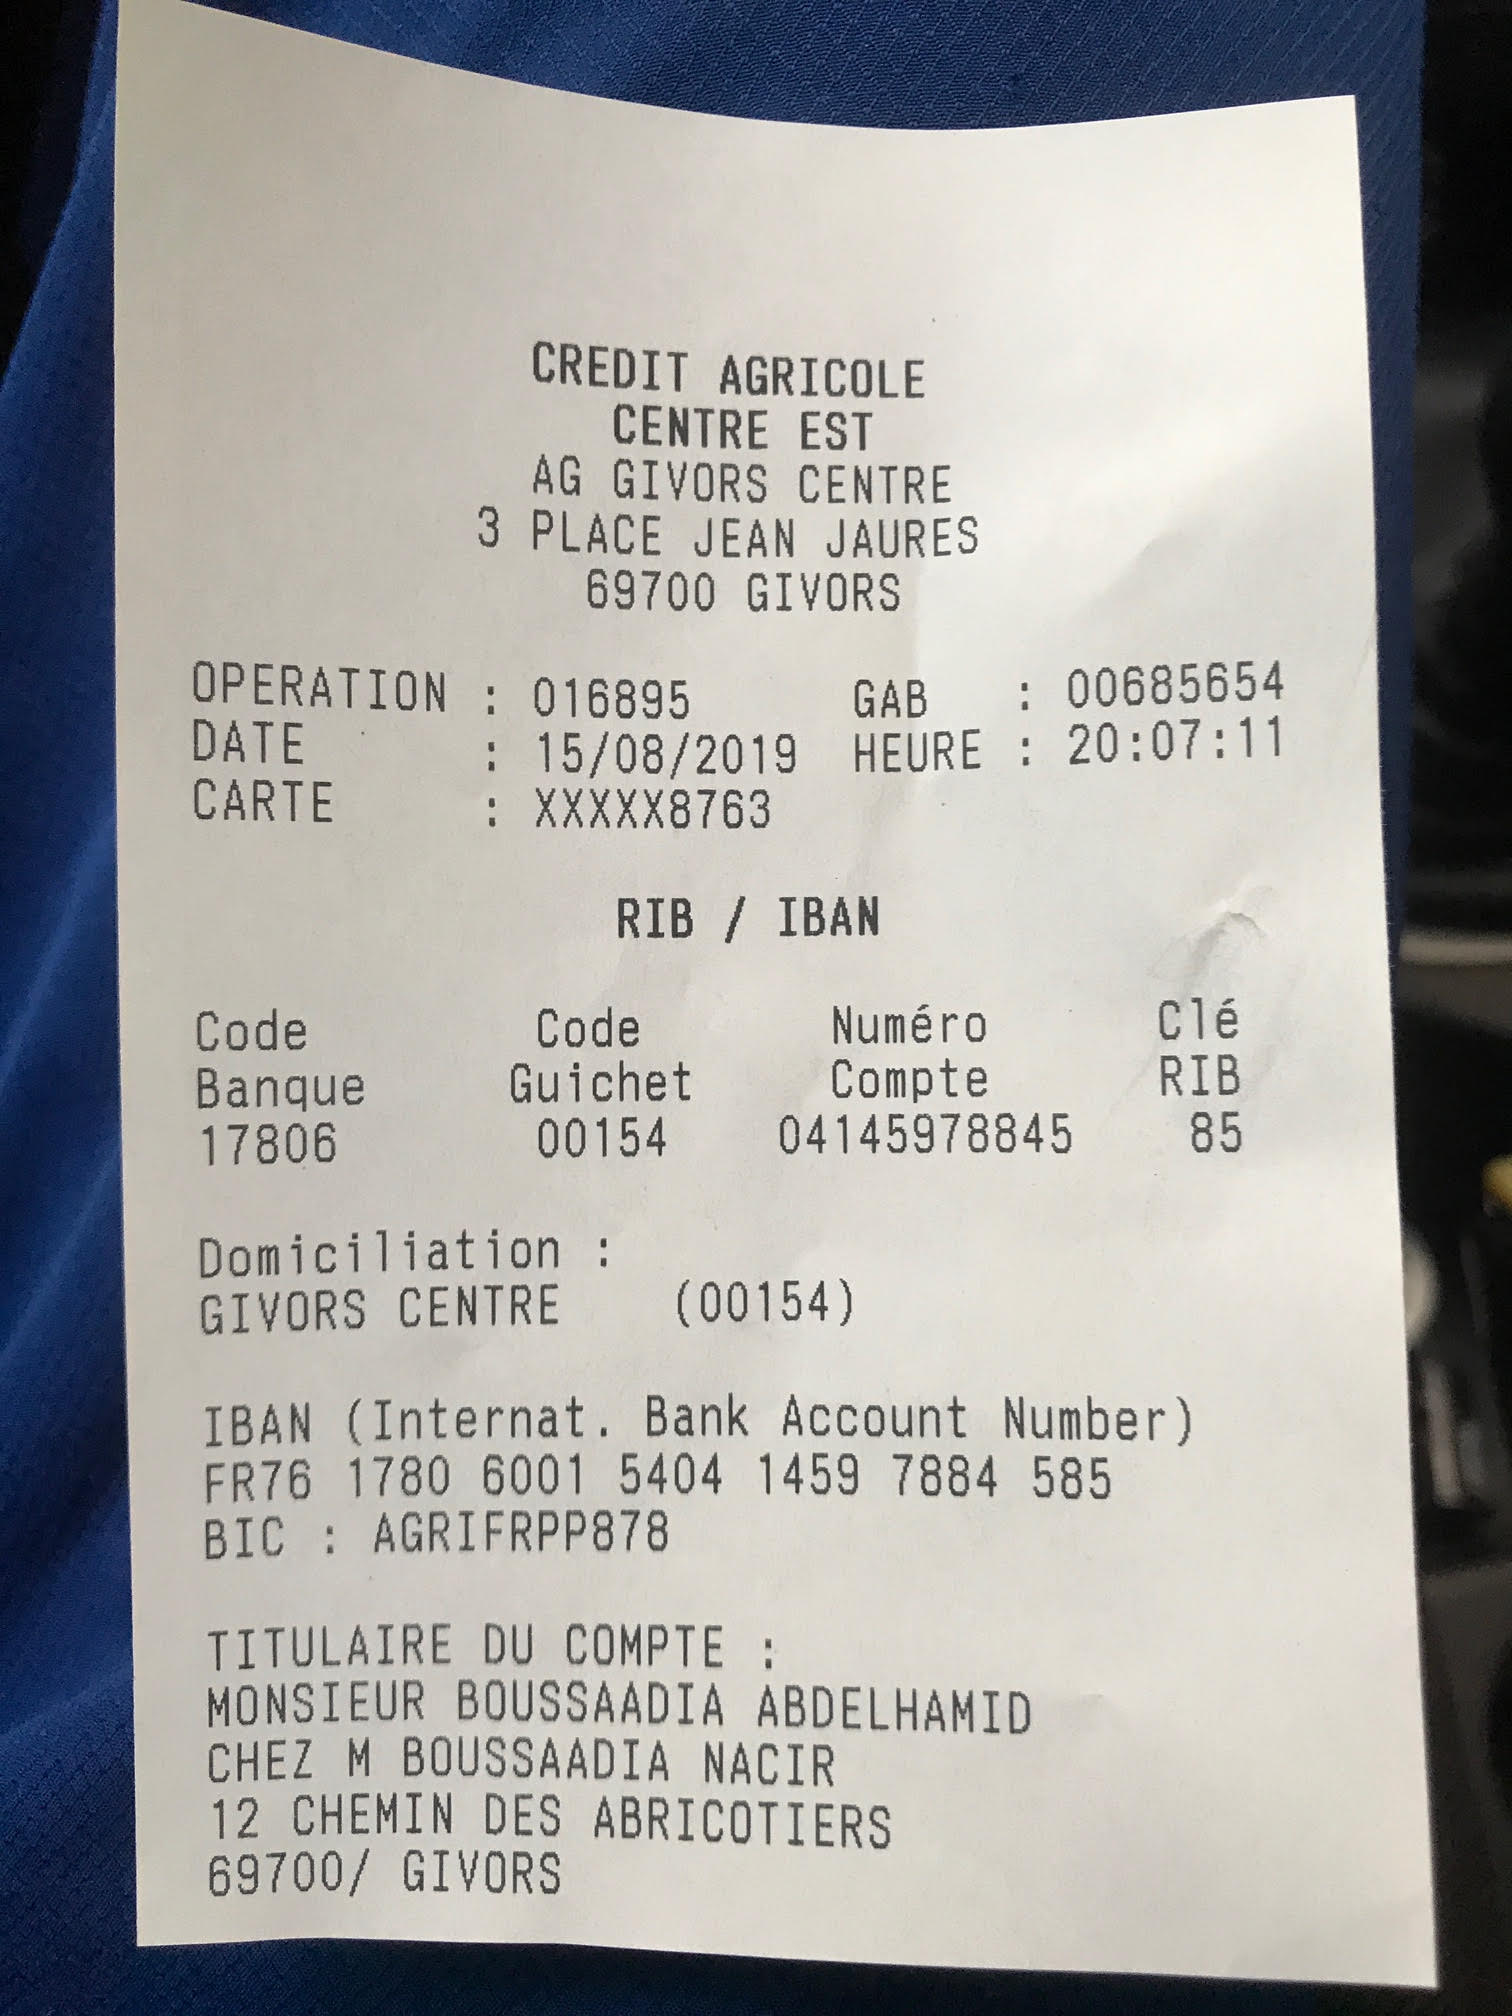 CREDIT AGRICOLE
CENTRE EST
AG GIVORS CENTRE
3 PLACE JEAN JAURES
69700 GIVORS
OPERATION : 016895 GAB : 00685654
DATE : 15/08/2019 HEURE : 20:07:11
CARTE : XXXXX8763
RIB / IBAN
Code Code Numéro Clé
Banque Guichet Compte RIB
17806 00154 04145978845 85
Domiciliation :
GIVORS CENTRE (00154)
IBAN (Internat. Bank Account Number)
FR76 1780 6001 5404 1459 7884 585
BIC : AGRIFRPP878
TITULAIRE DU COMPTE :
MONSIEUR BOUSSAADIA ABDELHAMID
CHEZ M BOUSSAADIA NACIR
12 CHEMIN DES ABRICOTIERS
69700/ GIVORS